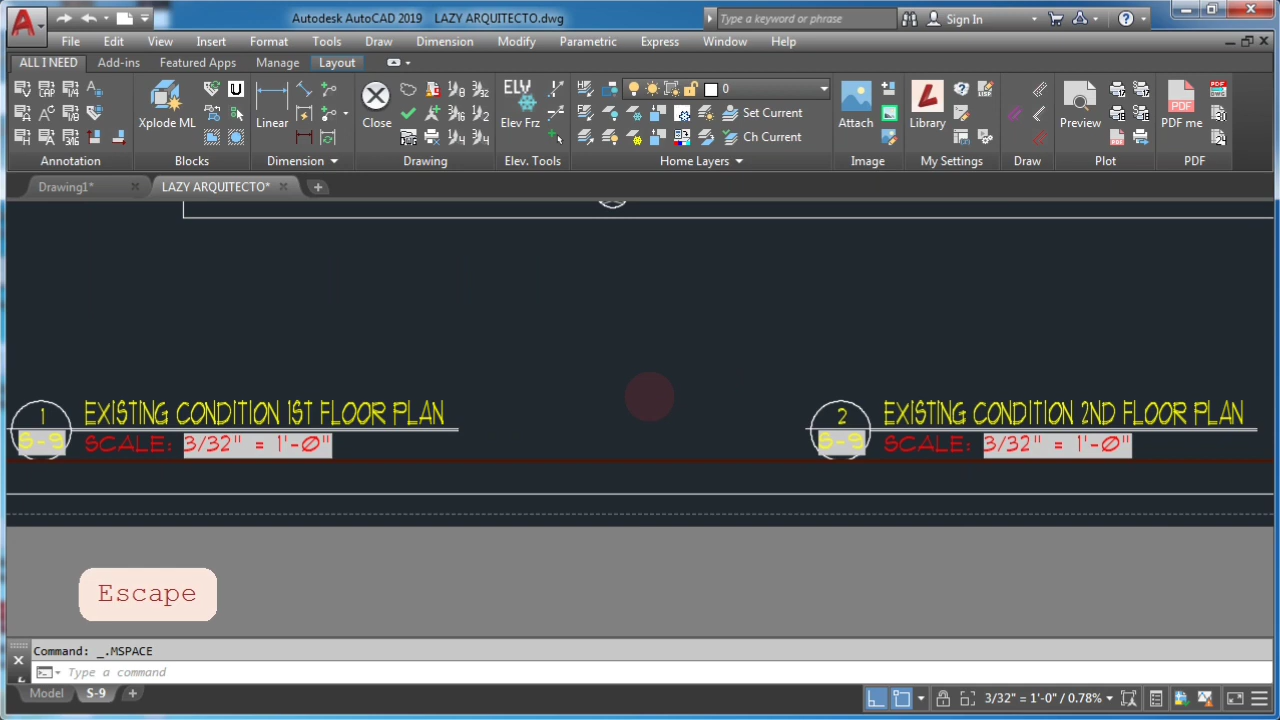 Autodesk AutoCAD 2019 LAZY ARQUITECTO.dwg
Type a keyword or phrase
Sign In
File Edit View Insert Format Tools Draw Dimension Modify Parametric Express Window Help
ALL I NEED Add-ins Featured Apps Manage Layout
Xplode ML
Linear
Close
ELV
Elev Frz
0
Set Current
Ch Current
Attach
Library
Preview
PDF
PDF me
Annotation Blocks Dimension Drawing Elev. Tools Home Layers Image My Settings Draw Plot PDF
Drawing1* LAZY ARQUITECTO*
1 EXISTING CONDITION 1ST FLOOR PLAN
S-9 SCALE: 3/32" = 1'-0"
2 EXISTING CONDITION 2ND FLOOR PLAN
S-9 SCALE: 3/32" = 1'-0"
Escape
Command: _.MSPACE
Type a command
Model S-9
3/32" = 1'-0" / 0.78%